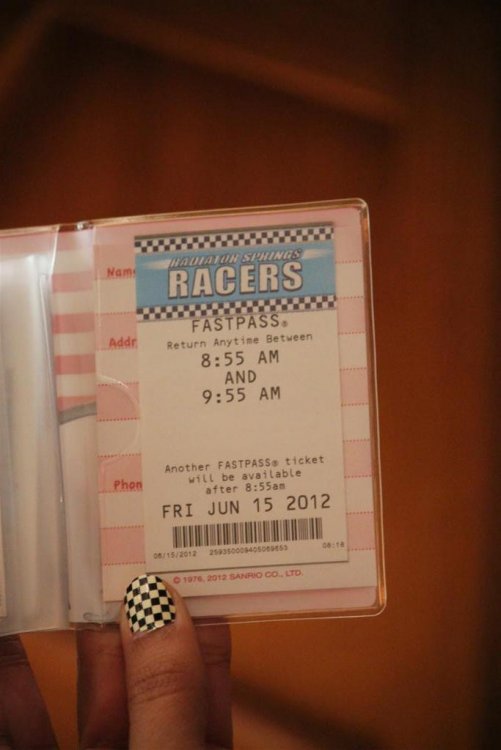 RADIATOR SPRINGS
RACERS
FASTPASS®
Name
Return Anytime Between
Addr
8:55 AM
AND
9:55 AM
Another FASTPASS® ticket
will be available
Phon
after 8:55am
FRI JUN 15 2012
06/15/2012 259350009405069653 08:16
© 1976, 2012 SANRIO CO., LTD.